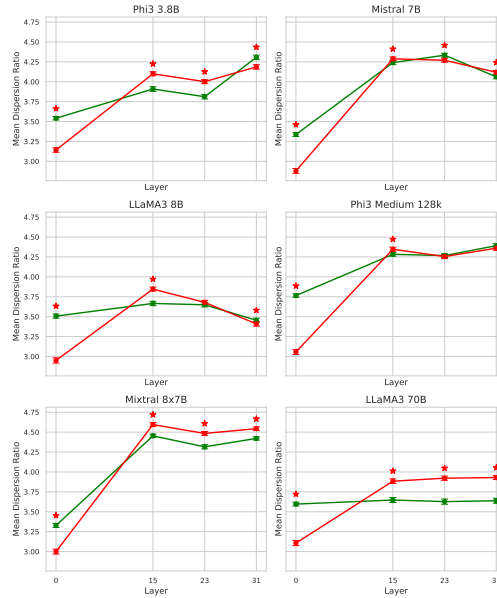 Phi3 3.8B
Mean Dispersion Ratio
4.75
4.50
4.25
4.00
3.75
3.50
3.25
3.00
Layer
Mistral 7B
Mean Dispersion Ratio
Layer
LLaMA3 8B
Mean Dispersion Ratio
4.75
4.50
4.25
4.00
3.75
3.50
3.25
3.00
Layer
Phi3 Medium 128k
Mean Dispersion Ratio
Layer
Mixtral 8x7B
Mean Dispersion Ratio
4.75
4.50
4.25
4.00
3.75
3.50
3.25
3.00
0 15 23 31
Layer
LLaMA3 70B
Mean Dispersion Ratio
0 15 23 3
Layer